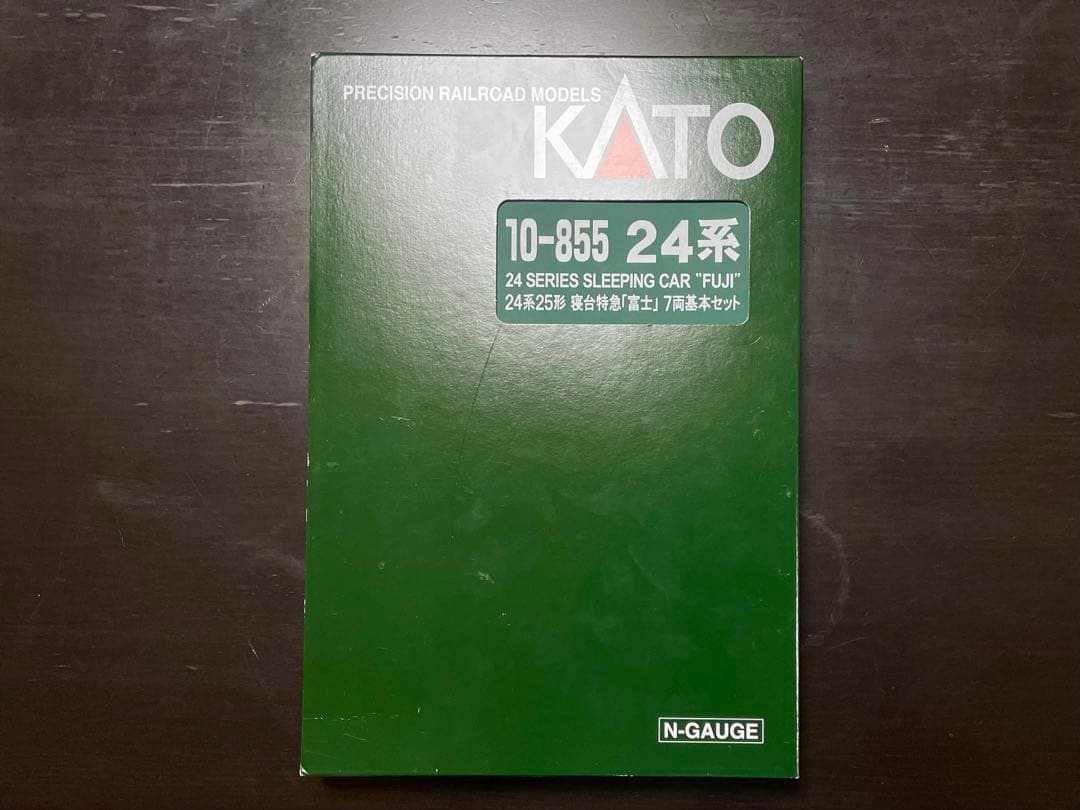 PRECISION RAILROAD MODELS
KATO
10-855 24系
24 SERIES SLEEPING CAR "FUJI"
24系25形 寝台特急「富士」7両基本セット
N-GAUGE